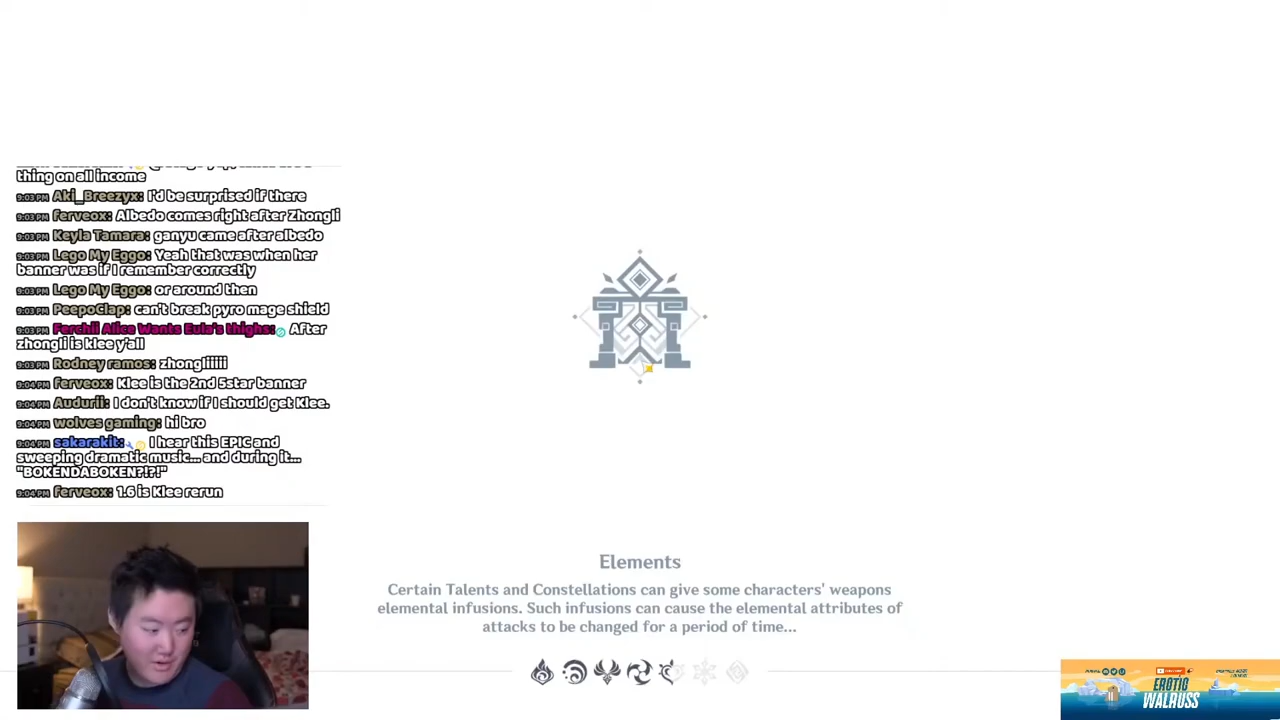 thing on all income
9:03 PM Aki_Breezyx: I'd be surprised if there
9:03 PM ferveox: Albedo comes right after Zhongli
9:03 PM Keyla Tamara: ganyu came after albedo
9:03 PM Lego My Eggo: Yeah that was when her
banner was if I remember correctly
9:03 PM Lego My Eggo: or around then
9:03 PM PeepoClap: can't break pyro mage shield
9:03 PM Ferchii Alice Wants Eula's thighs: After
zhongli is klee y'all
9:03 PM Rodney ramos: zhongliiiii
9:04 PM ferveox: Klee is the 2nd 5star banner
9:04 PM Audurii: I don't know if I should get Klee.
9:04 PM wolves gaming: hi bro
9:04 PM sakarakit: I hear this EPIC and
sweeping dramatic music... and during it...
"BOKENDABOKEN?!?!"
9:04 PM ferveox: 1.6 is Klee rerun
Elements
Certain Talents and Constellations can give some characters' weapons
elemental infusions. Such infusions can cause the elemental attributes of
attacks to be changed for a period of time...
EROTIC
WALRUSS